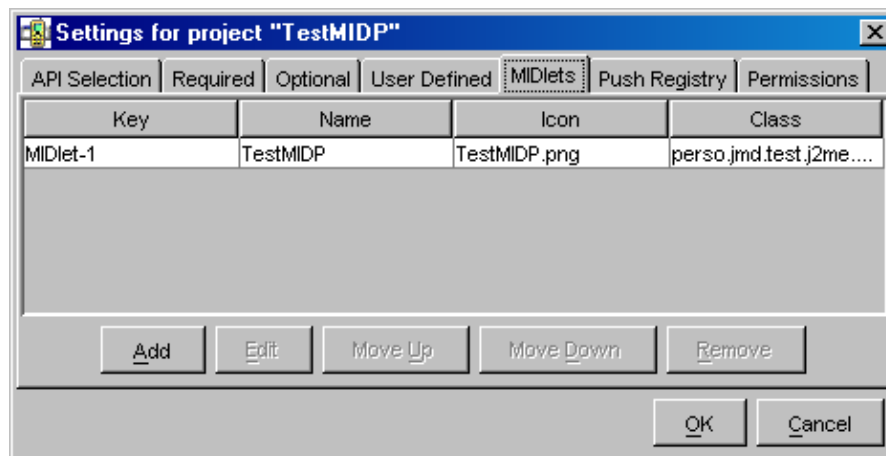 Settings for project "TestMIDP"
API Selection Required Optional User Defined MIDlets Push Registry Permissions
Key Name Icon Class
MIDlet-1 TestMIDP TestMIDP.png perso.jmd.test.j2me....
Add Edit Move Up Move Down Remove
OK Cancel